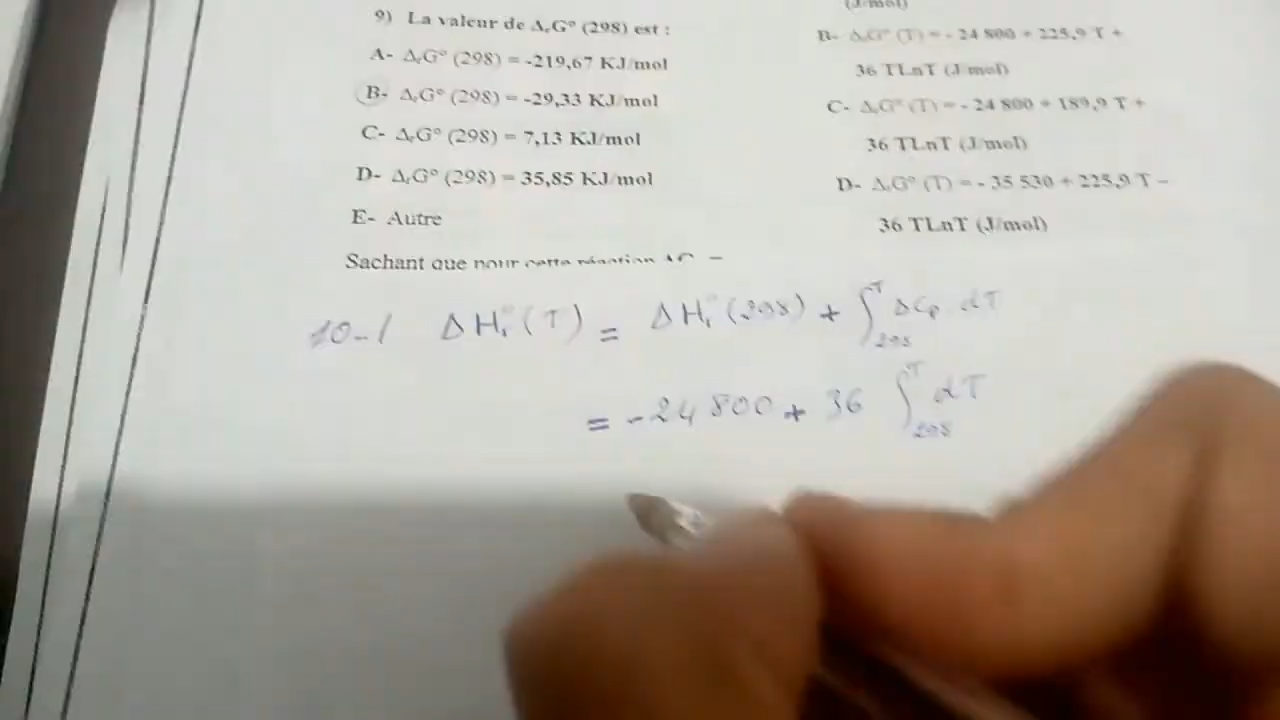 9) La valeur de ΔᵣG° (298) est :
A- ΔᵣG° (298) = -219,67 KJ/mol
B- ΔᵣG° (298) = -29,33 KJ/mol
C- ΔᵣG° (298) = 7,13 KJ/mol
D- ΔᵣG° (298) = 35,85 KJ/mol
E- Autre
Sachant que pour cette réaction
(J/mol)
B- ΔᵣG° (T) = - 24 800 + 225,9 T +
36 TLnT (J/mol)
C- ΔᵣG° (T) = - 24 800 + 189,9 T +
36 TLnT (J/mol)
D- ΔᵣG° (T) = - 35 530 + 225,9 T –
36 TLnT (J/mol)
10-/ ΔHᵣ°(T) = ΔHᵣ°(298) + ∫₂₉₈ᵀ ΔCp dT
= -24 800 + 36 ∫₂₉₈ᵀ dT